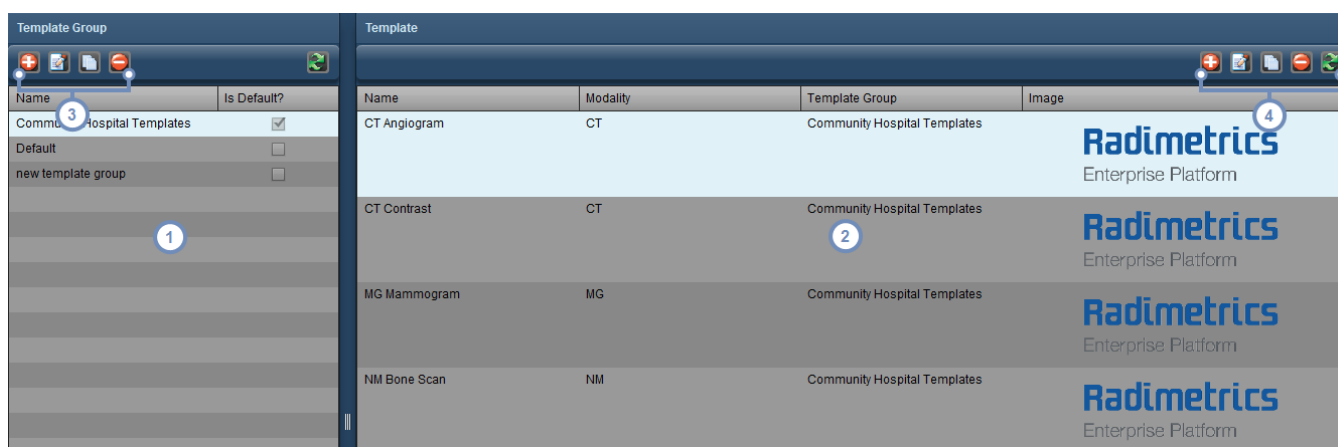 Template Group
Template
3
4
Name Is Default?
Name Modality Template Group Image
Community Hospital Templates
Default
new template group
1
CT Angiogram CT Community Hospital Templates
Radimetrics
Enterprise Platform
CT Contrast CT Community Hospital Templates
2
Radimetrics
Enterprise Platform
MG Mammogram MG Community Hospital Templates
Radimetrics
Enterprise Platform
NM Bone Scan NM Community Hospital Templates
Radimetrics
Enterprise Platform